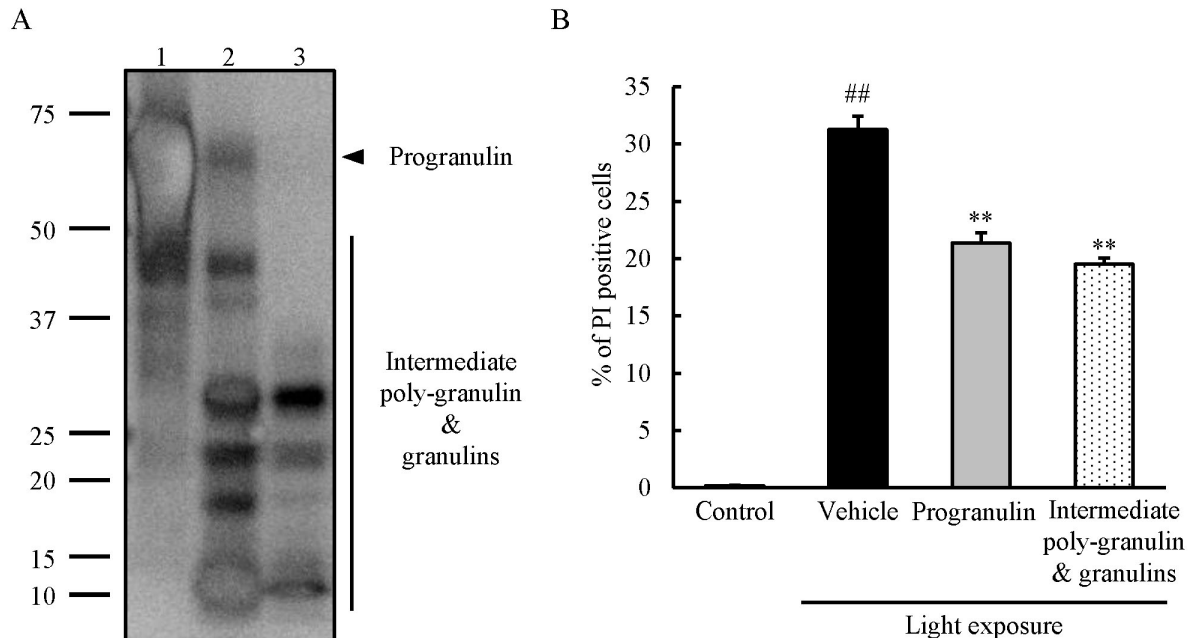 A
1 2 3
75
50
37
25
20
15
10
Progranulin
Intermediate
poly-granulin
&
granulins
B
% of PI positive cells
35
30
25
20
15
10
5
0
##
**
**
Control
Vehicle
Progranulin
Intermediate
poly-granulin
& granulins
Light exposure